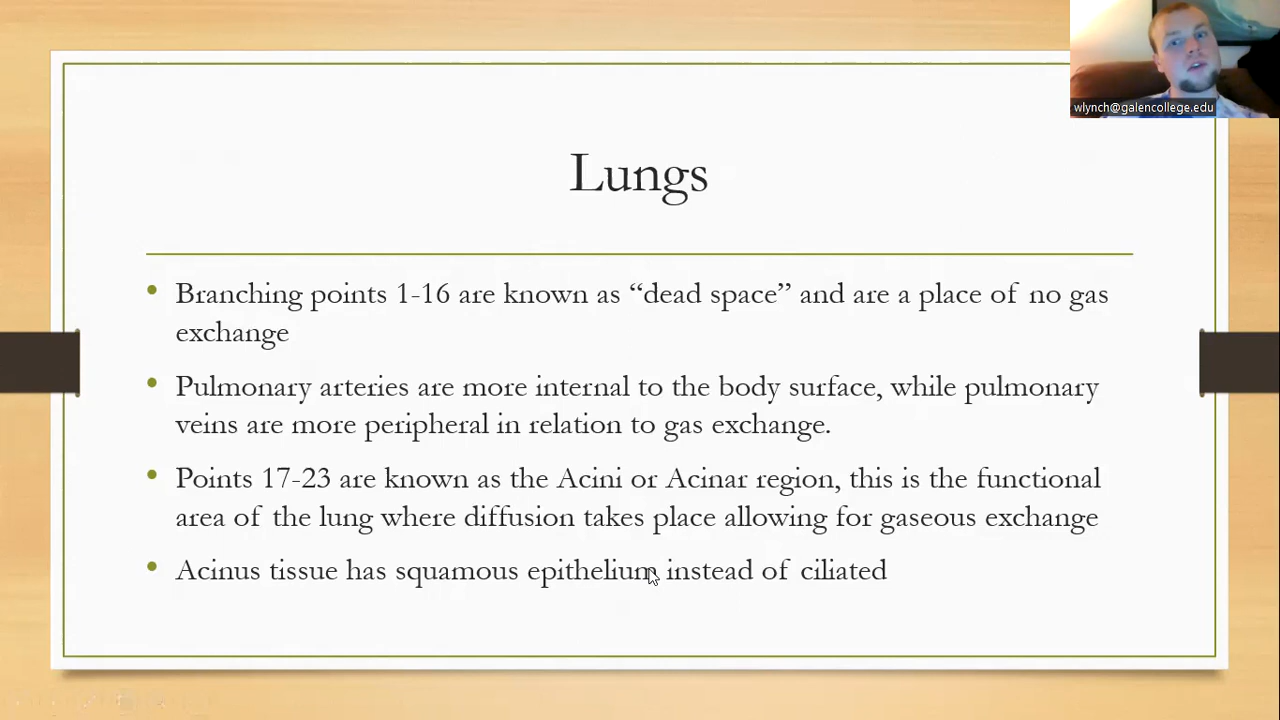 wlynch@galencollege.edu
Lungs
• Branching points 1-16 are known as “dead space” and are a place of no gas
exchange
• Pulmonary arteries are more internal to the body surface, while pulmonary
veins are more peripheral in relation to gas exchange.
• Points 17-23 are known as the Acini or Acinar region, this is the functional
area of the lung where diffusion takes place allowing for gaseous exchange
• Acinus tissue has squamous epithelium instead of ciliated